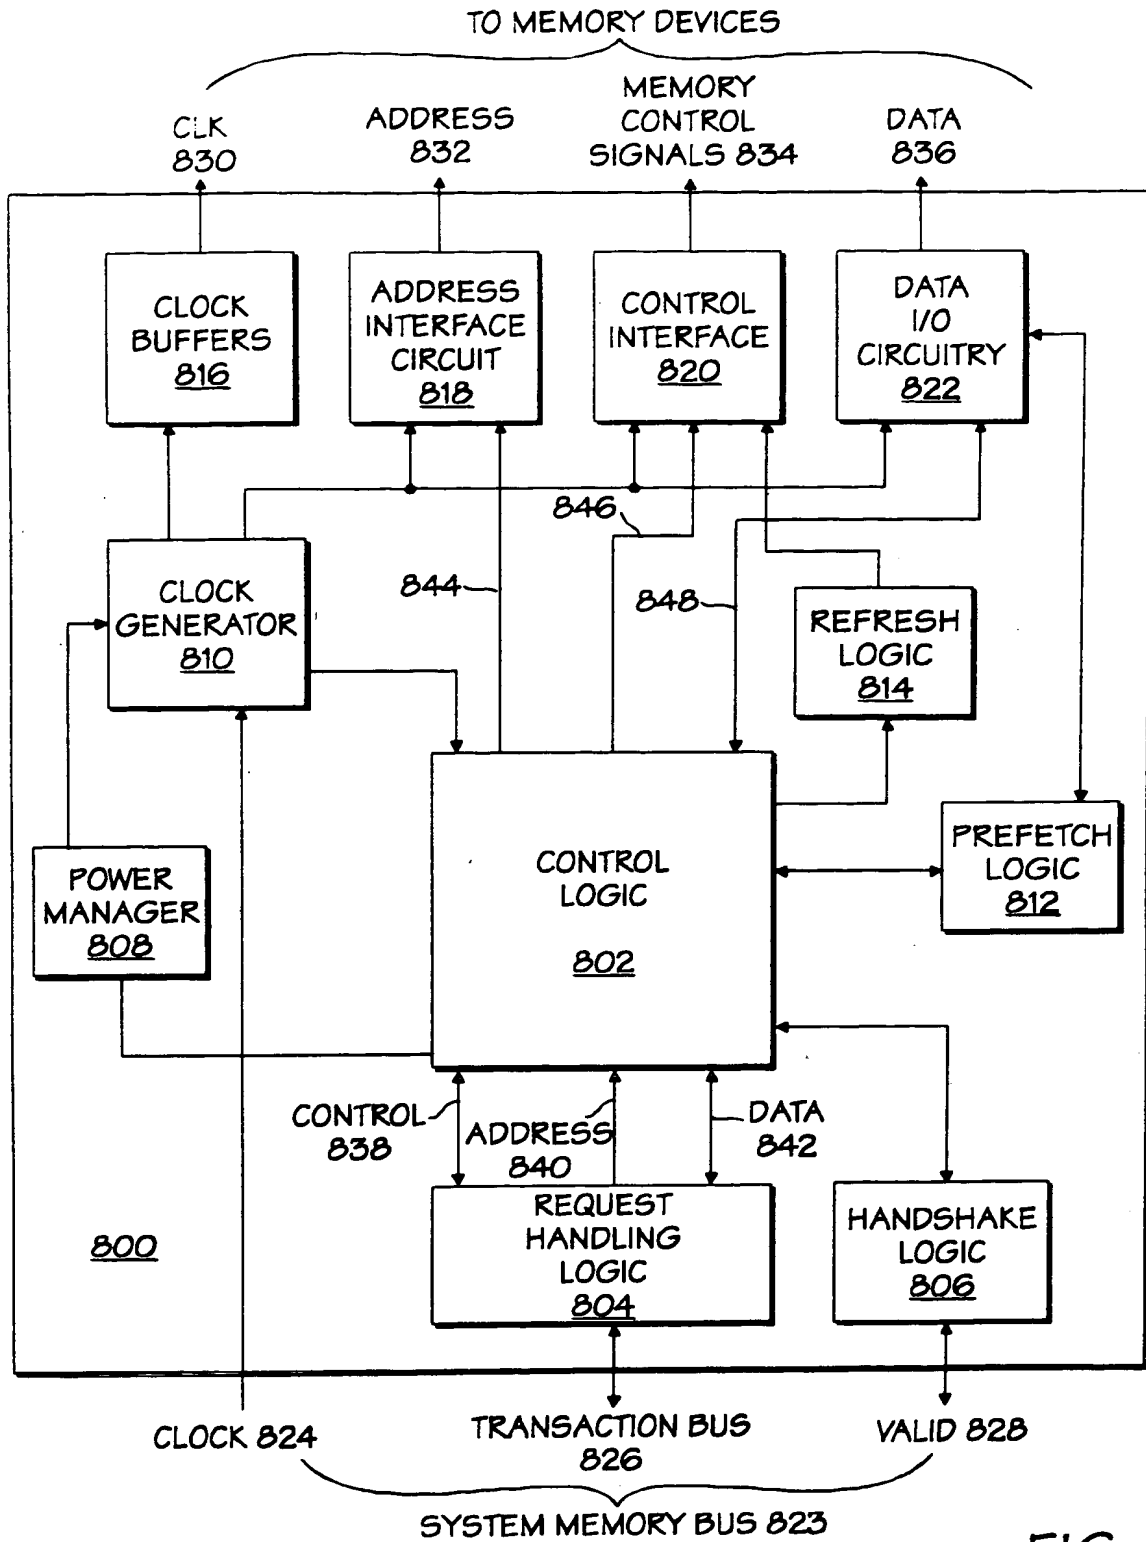 TO MEMORY DEVICES
CLK
830
ADDRESS
832
MEMORY
CONTROL
SIGNALS 834
DATA
836
CLOCK
BUFFERS
816
ADDRESS
INTERFACE
CIRCUIT
818
CONTROL
INTERFACE
820
DATA
I/O
CIRCUITRY
822
846
CLOCK
GENERATOR
810
844
848
REFRESH
LOGIC
814
POWER
MANAGER
808
CONTROL
LOGIC
802
PREFETCH
LOGIC
812
CONTROL
838
ADDRESS
840
DATA
842
800
REQUEST
HANDLING
LOGIC
804
HANDSHAKE
LOGIC
806
CLOCK 824
TRANSACTION BUS
826
VALID 828
SYSTEM MEMORY BUS 823